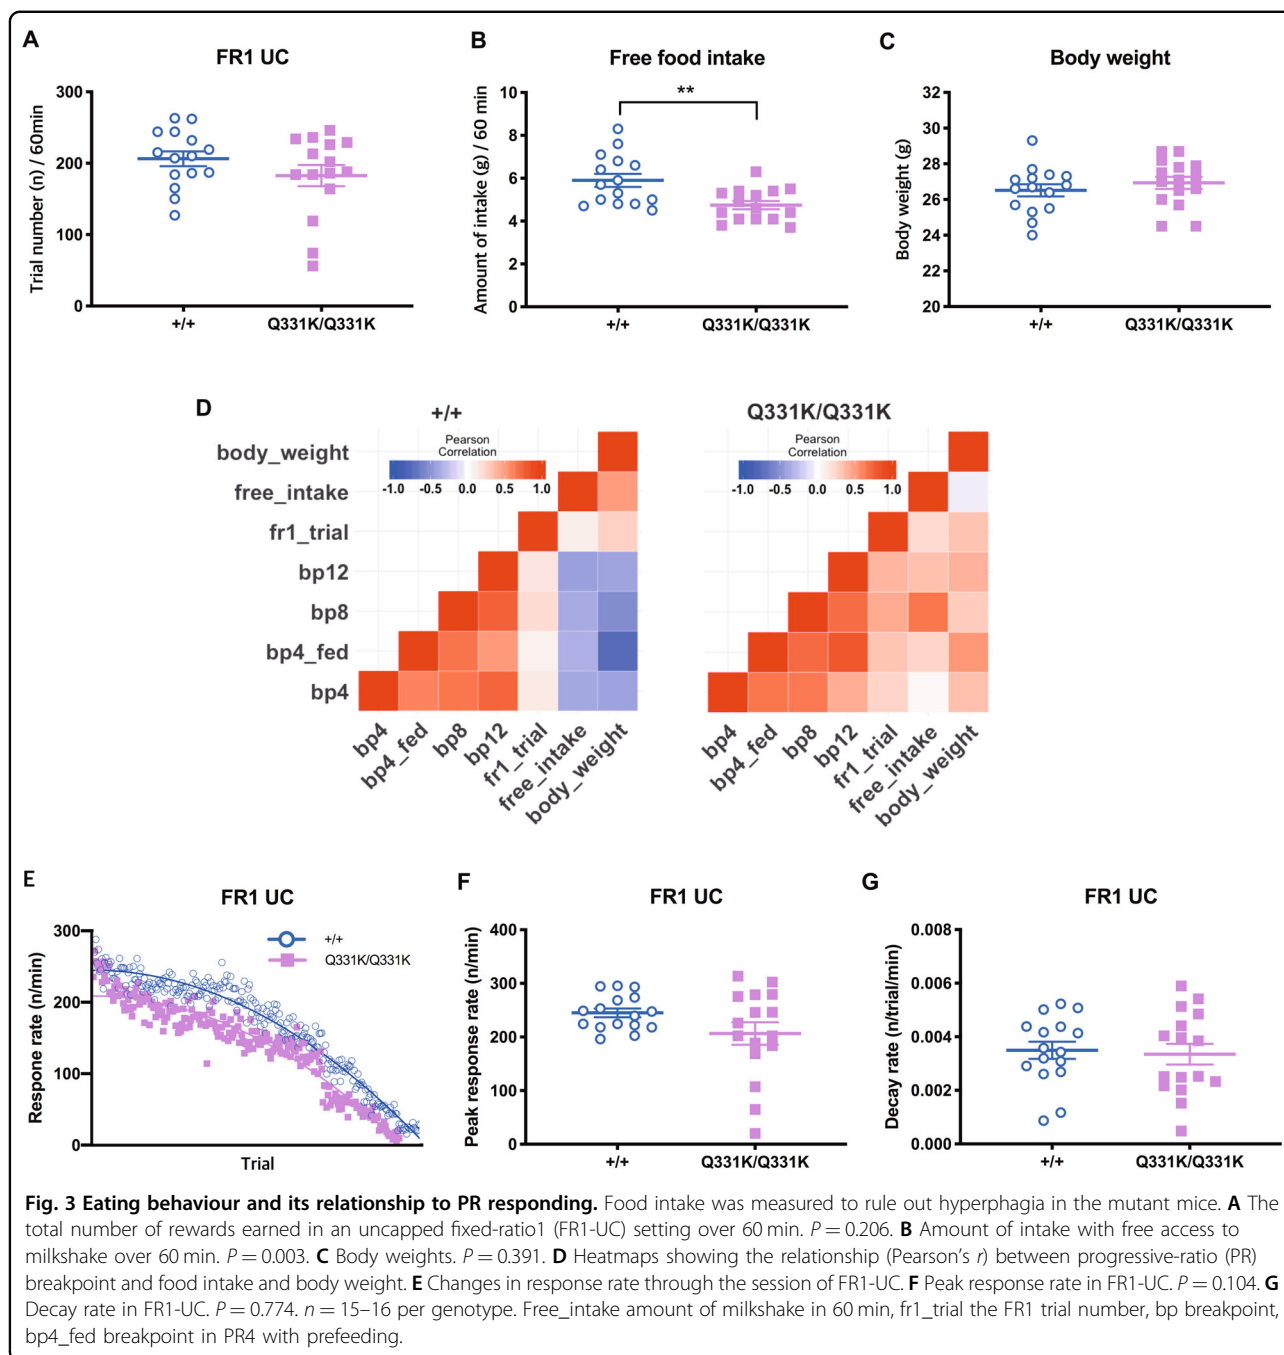 A
FR1 UC
Trial number (n) / 60min
300
200
100
0
+/+
Q331K/Q331K
B
Free food intake
Amount of intake (g) / 60 min
10
8
6
4
2
0
**
+/+
Q331K/Q331K
C
Body weight
Body weight (g)
32
30
28
26
24
22
20
+/+
Q331K/Q331K
D
+/+
Pearson
Correlation
-1.0 -0.5 0.0 0.5 1.0
body_weight
free_intake
fr1_trial
bp12
bp8
bp4_fed
bp4
bp4
bp4_fed
bp8
bp12
fr1_trial
free_intake
body_weight
Q331K/Q331K
Pearson
Correlation
-1.0 -0.5 0.0 0.5 1.0
bp4
bp4_fed
bp8
bp12
fr1_trial
free_intake
body_weight
E
FR1 UC
Response rate (n/min)
300
200
100
0
+/+
Q331K/Q331K
Trial
F
FR1 UC
Peak response rate (n/min)
400
300
200
100
0
+/+
Q331K/Q331K
G
FR1 UC
Decay rate (n/trial/min)
0.008
0.006
0.004
0.002
0.000
+/+
Q331K/Q331K
Fig. 3 Eating behaviour and its relationship to PR responding. Food intake was measured to rule out hyperphagia in the mutant mice. A The
total number of rewards earned in an uncapped fixed-ratio1 (FR1-UC) setting over 60 min. P = 0.206. B Amount of intake with free access to
milkshake over 60 min. P = 0.003. C Body weights. P = 0.391. D Heatmaps showing the relationship (Pearson's r) between progressive-ratio (PR)
breakpoint and food intake and body weight. E Changes in response rate through the session of FR1-UC. F Peak response rate in FR1-UC. P = 0.104. G
Decay rate in FR1-UC. P = 0.774. n = 15–16 per genotype. Free_intake amount of milkshake in 60 min, fr1_trial the FR1 trial number, bp breakpoint,
bp4_fed breakpoint in PR4 with prefeeding.